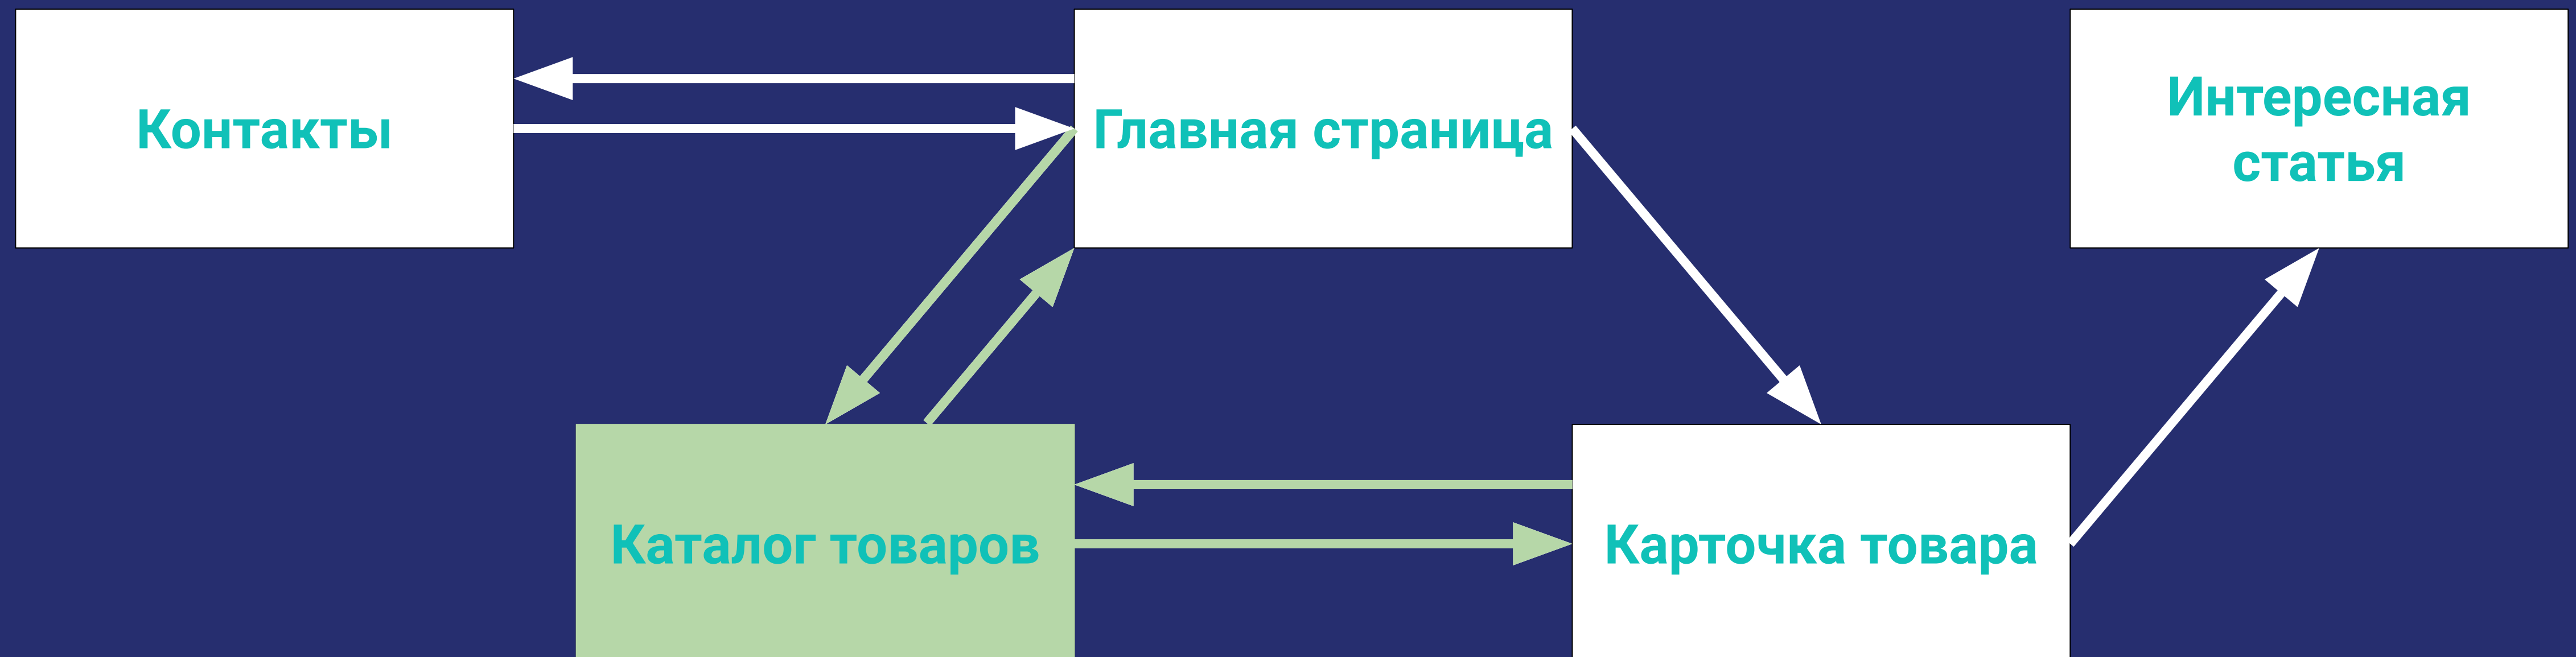 Контакты
Главная страница
Интересная
статья
Каталог товаров
Карточка товара